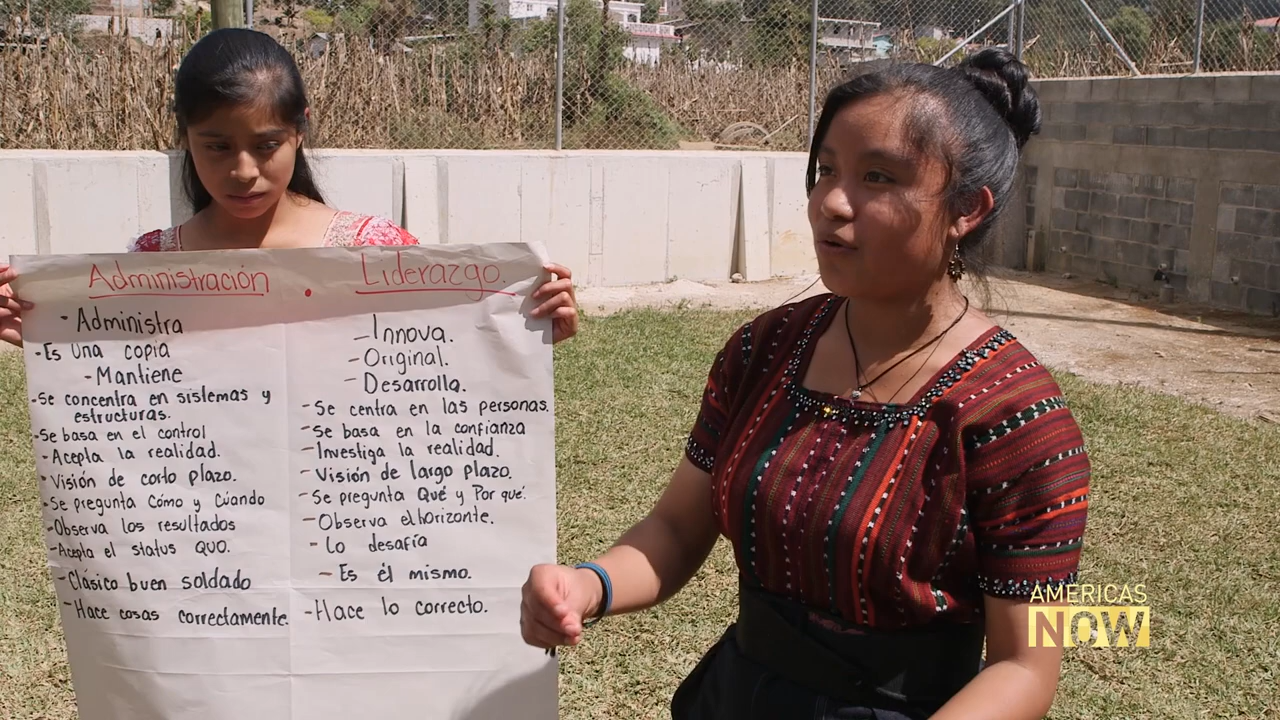 Administración . Liderazgo.
- Administra
- Es una copia
- Mantiene
- Se concentra en sistemas y
estructuras.
- Se basa en el control
- Acepta la realidad.
- Visión de corto plazo.
- Se pregunta Cómo y Cúando
- Observa los resultados
- Acepta el status QUO.
- Clásico buen soldado
- Hace cosas correctamente.
- Innova.
- Original.
- Desarrolla.
- Se centra en las personas.
- Se basa en la confianza
- Investiga la realidad.
- Visión de largo plazo.
- Se pregunta Qué y Por qué.
- Observa el horizonte.
- Lo desafía
- Es él mismo.
- Hace lo correcto.
AMERICAS
NOW